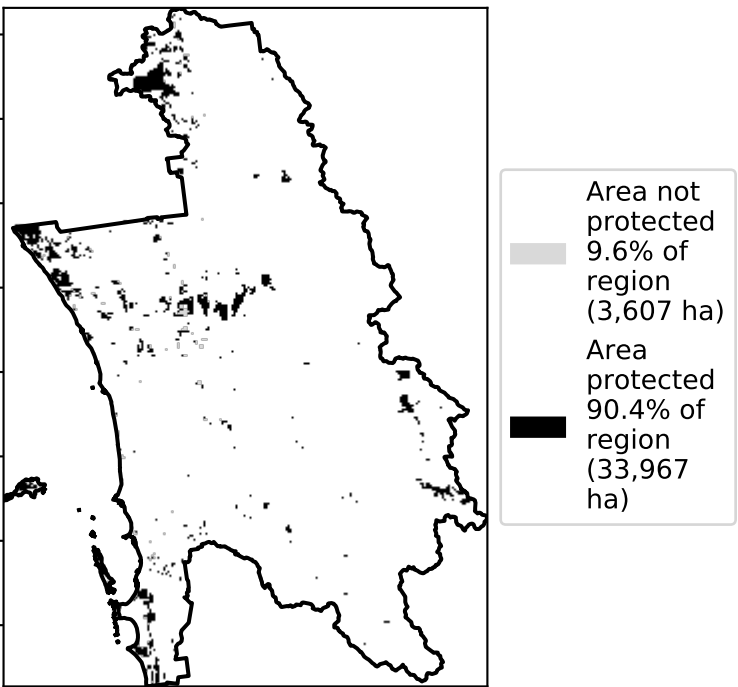 Area not
protected
9.6% of
region
(3,607 ha)
Area
protected
90.4% of
region
(33,967
ha)